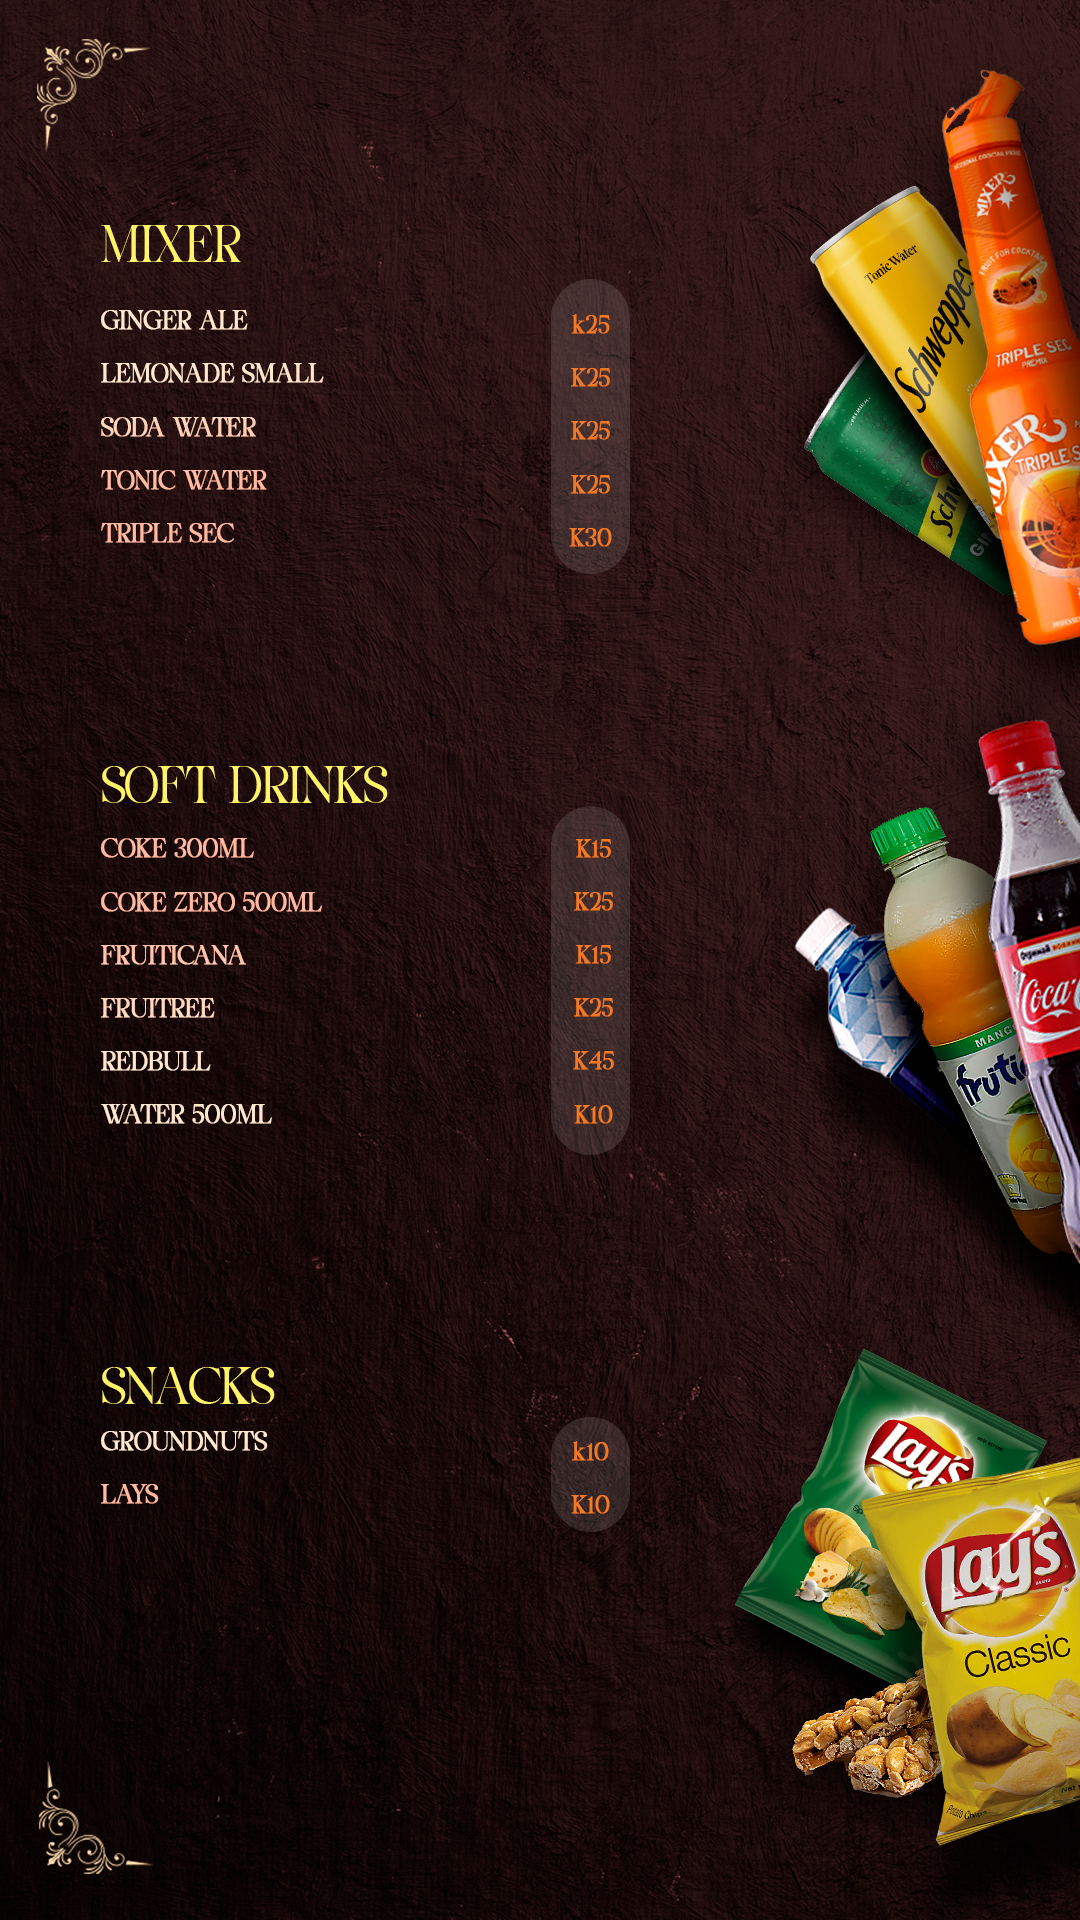 MIXER
GINGER ALE k25
LEMONADE SMALL K25
SODA WATER K25
TONIC WATER K25
TRIPLE SEC K30
Tonic Water
Schweppes
MIXER
TRIPLE SEC
PREMIX
MIXER
TRIPLE S
Sch
SOFT DRINKS
COKE 300ML K15
COKE ZERO 500ML K25
FRUITICANA K15
FRUITREE K25
REDBULL K45
WATER 500ML K10
Coca
MANG
frutic
SNACKS
GROUNDNUTS k10
LAYS K10
Lay's
Lay's
Classic